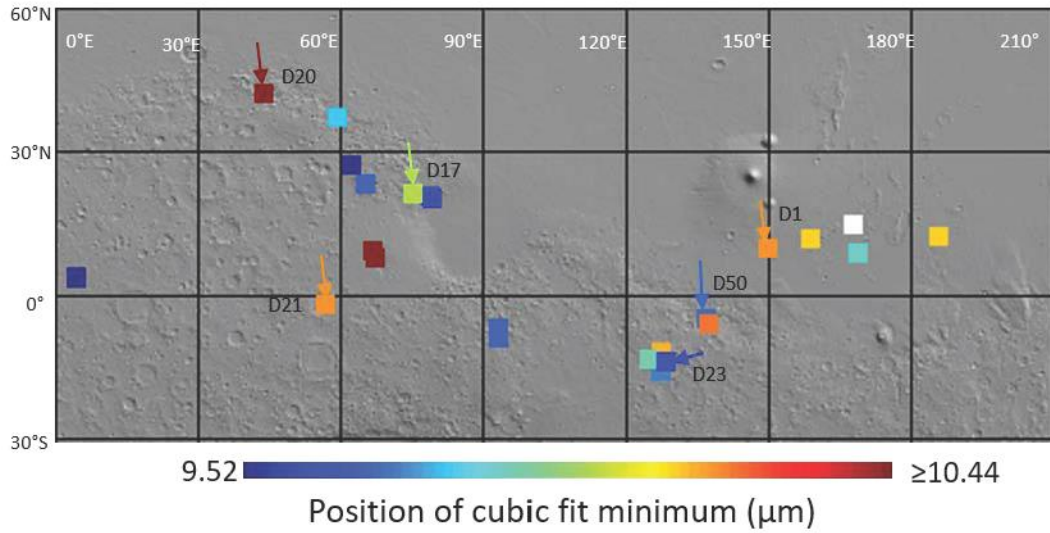 60°N
0°E 30°E 60°E 90°E 120°E 150°E 180°E 210°
D20
30°N
D17
D1
D50
0°
D21
D23
30°S
9.52 ≥10.44
Position of cubic fit minimum (µm)